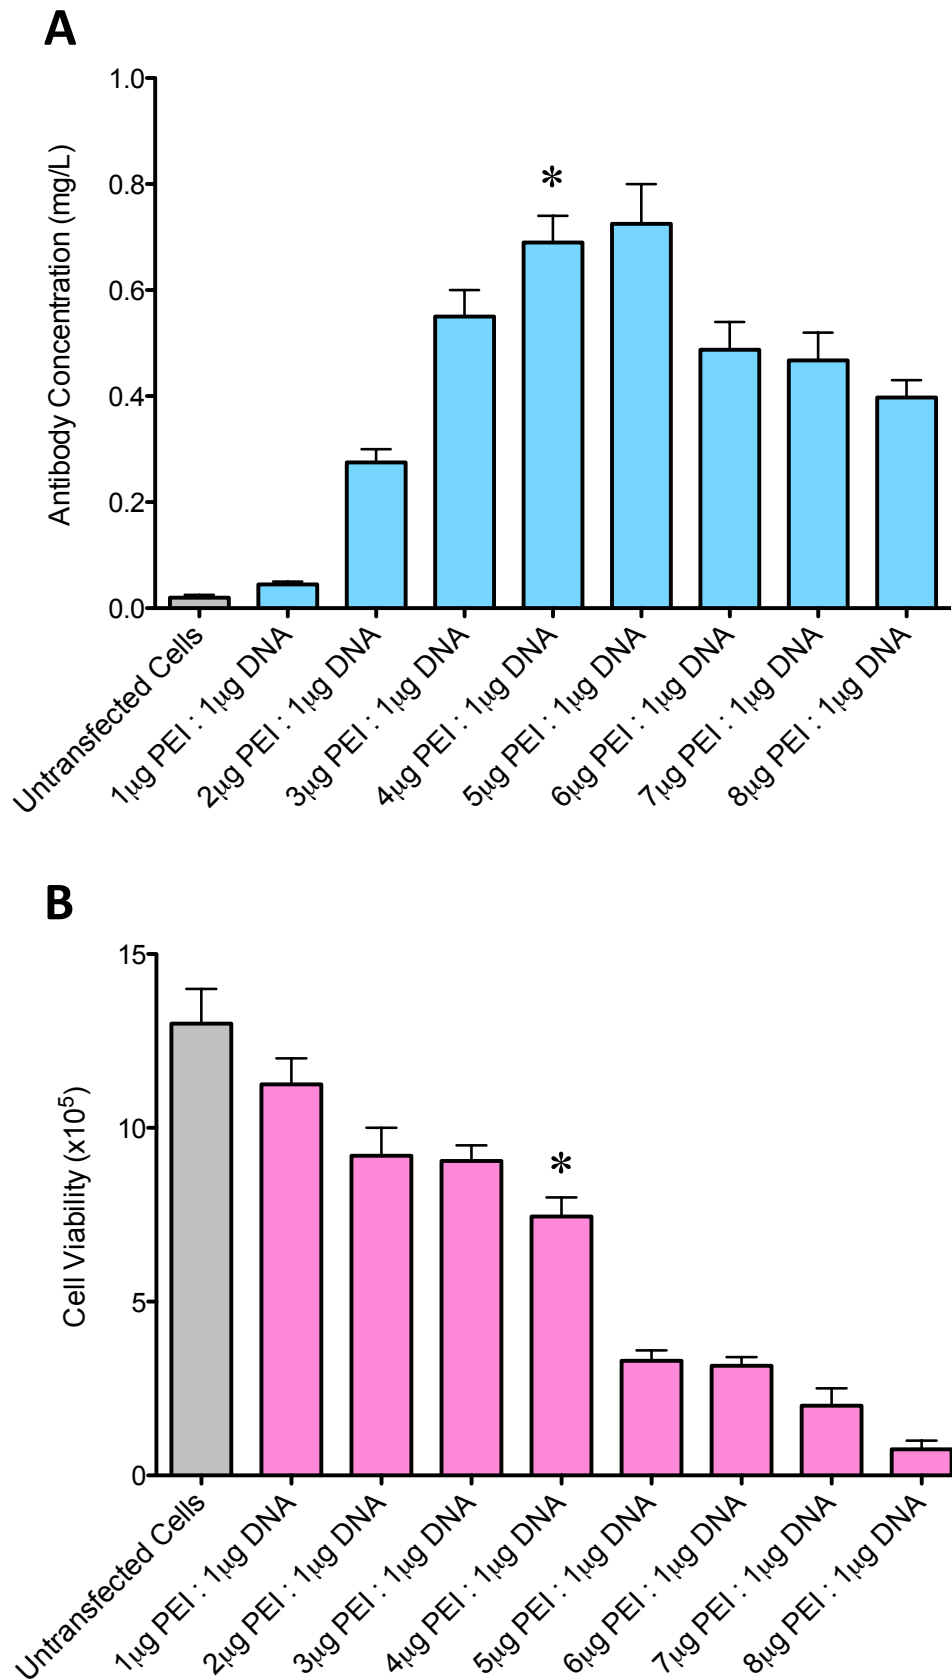 A
Antibody Concentration (mg/L)
1.0
0.8
0.6
0.4
0.2
0.0
*
Untransfected Cells
1μg PEI : 1μg DNA
2μg PEI : 1μg DNA
3μg PEI : 1μg DNA
4μg PEI : 1μg DNA
5μg PEI : 1μg DNA
6μg PEI : 1μg DNA
7μg PEI : 1μg DNA
8μg PEI : 1μg DNA
B
Cell Viability (x10⁵)
15
10
5
0
*
Untransfected Cells
1μg PEI : 1μg DNA
2μg PEI : 1μg DNA
3μg PEI : 1μg DNA
4μg PEI : 1μg DNA
5μg PEI : 1μg DNA
6μg PEI : 1μg DNA
7μg PEI : 1μg DNA
8μg PEI : 1μg DNA